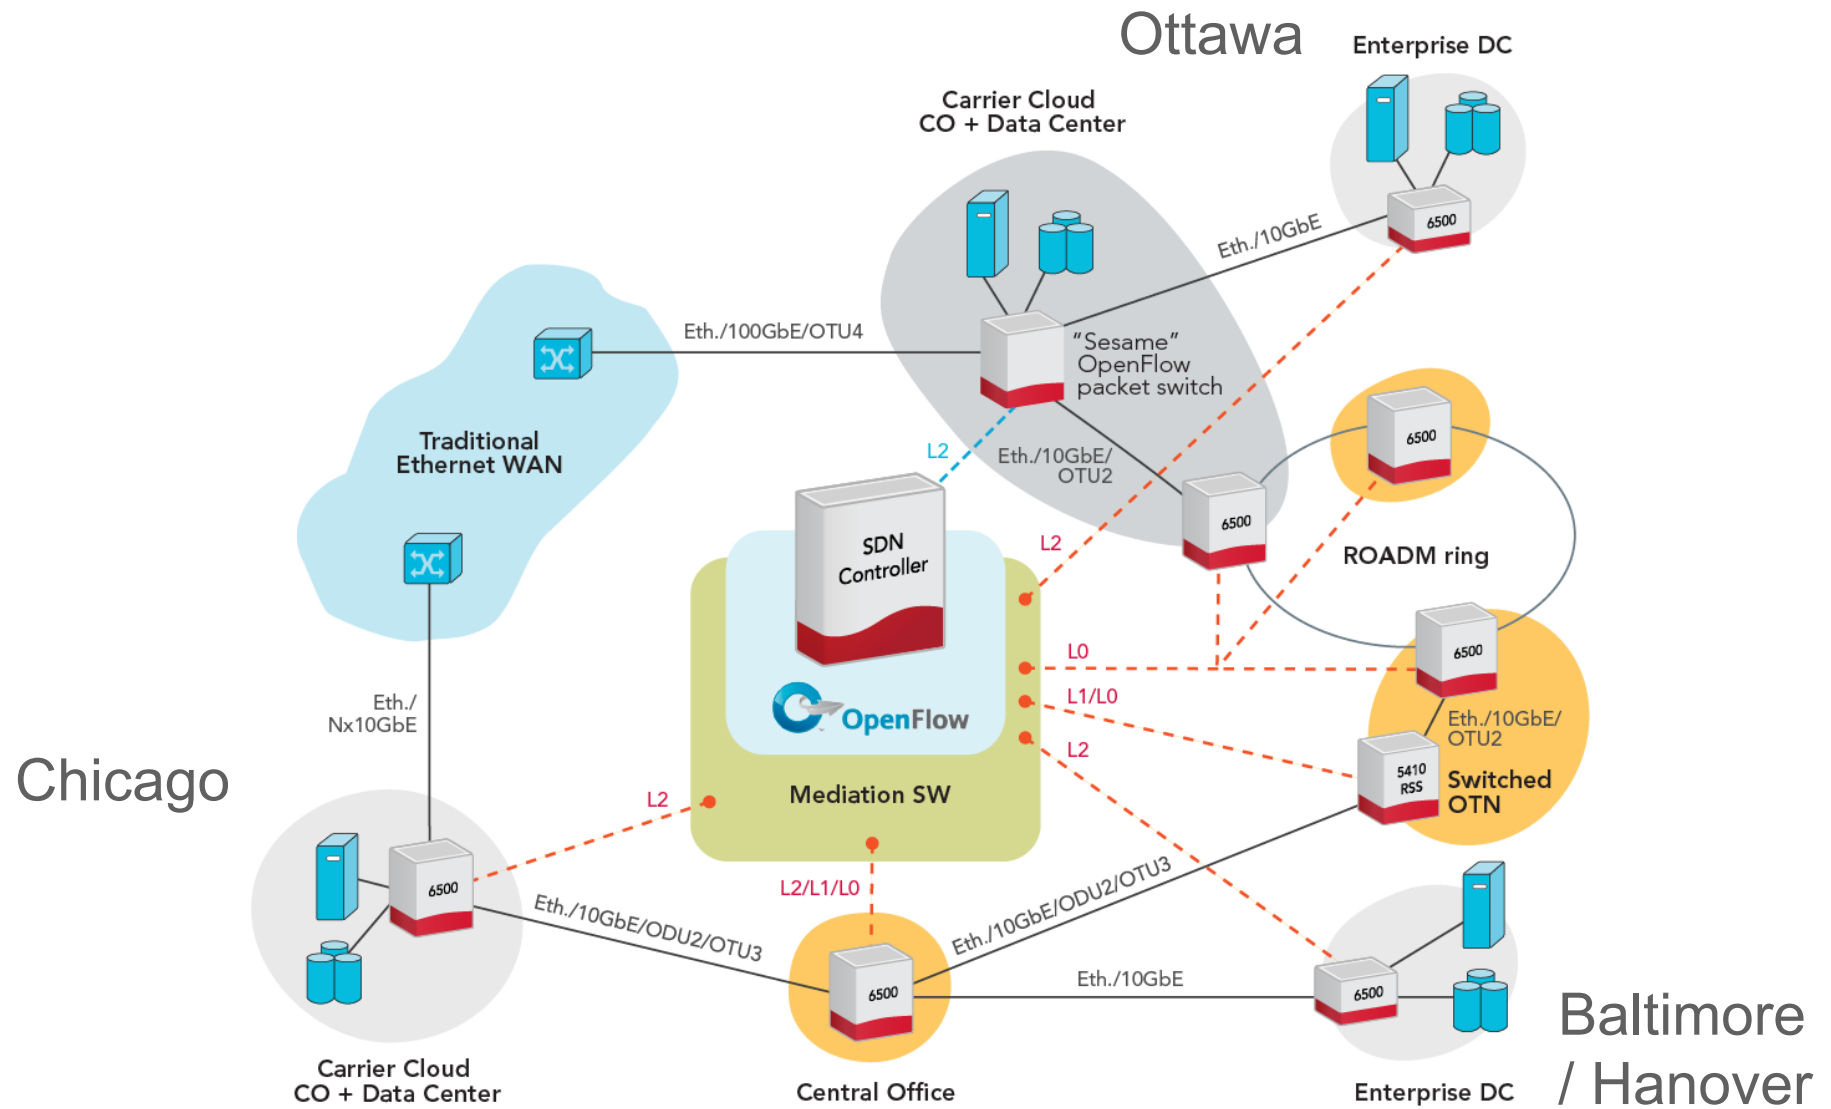 Ottawa
Enterprise DC
Carrier Cloud
CO + Data Center
6500
Eth./10GbE
Eth./100GbE/OTU4
"Sesame"
OpenFlow
packet switch
Traditional
Ethernet WAN
L2
Eth./10GbE/
OTU2
6500
6500
SDN
Controller
L2
ROADM ring
L0
6500
L1/L0
OpenFlow
Eth./
Nx10GbE
Eth./10GbE/
OTU2
L2
Chicago
5410
RSS
Switched
OTN
Mediation SW
L2
L2/L1/L0
6500
Eth./10GbE/ODU2/OTU3
Eth./10GbE/ODU2/OTU3
Eth./10GbE
6500
6500
Baltimore
/ Hanover
Carrier Cloud
CO + Data Center
Central Office
Enterprise DC